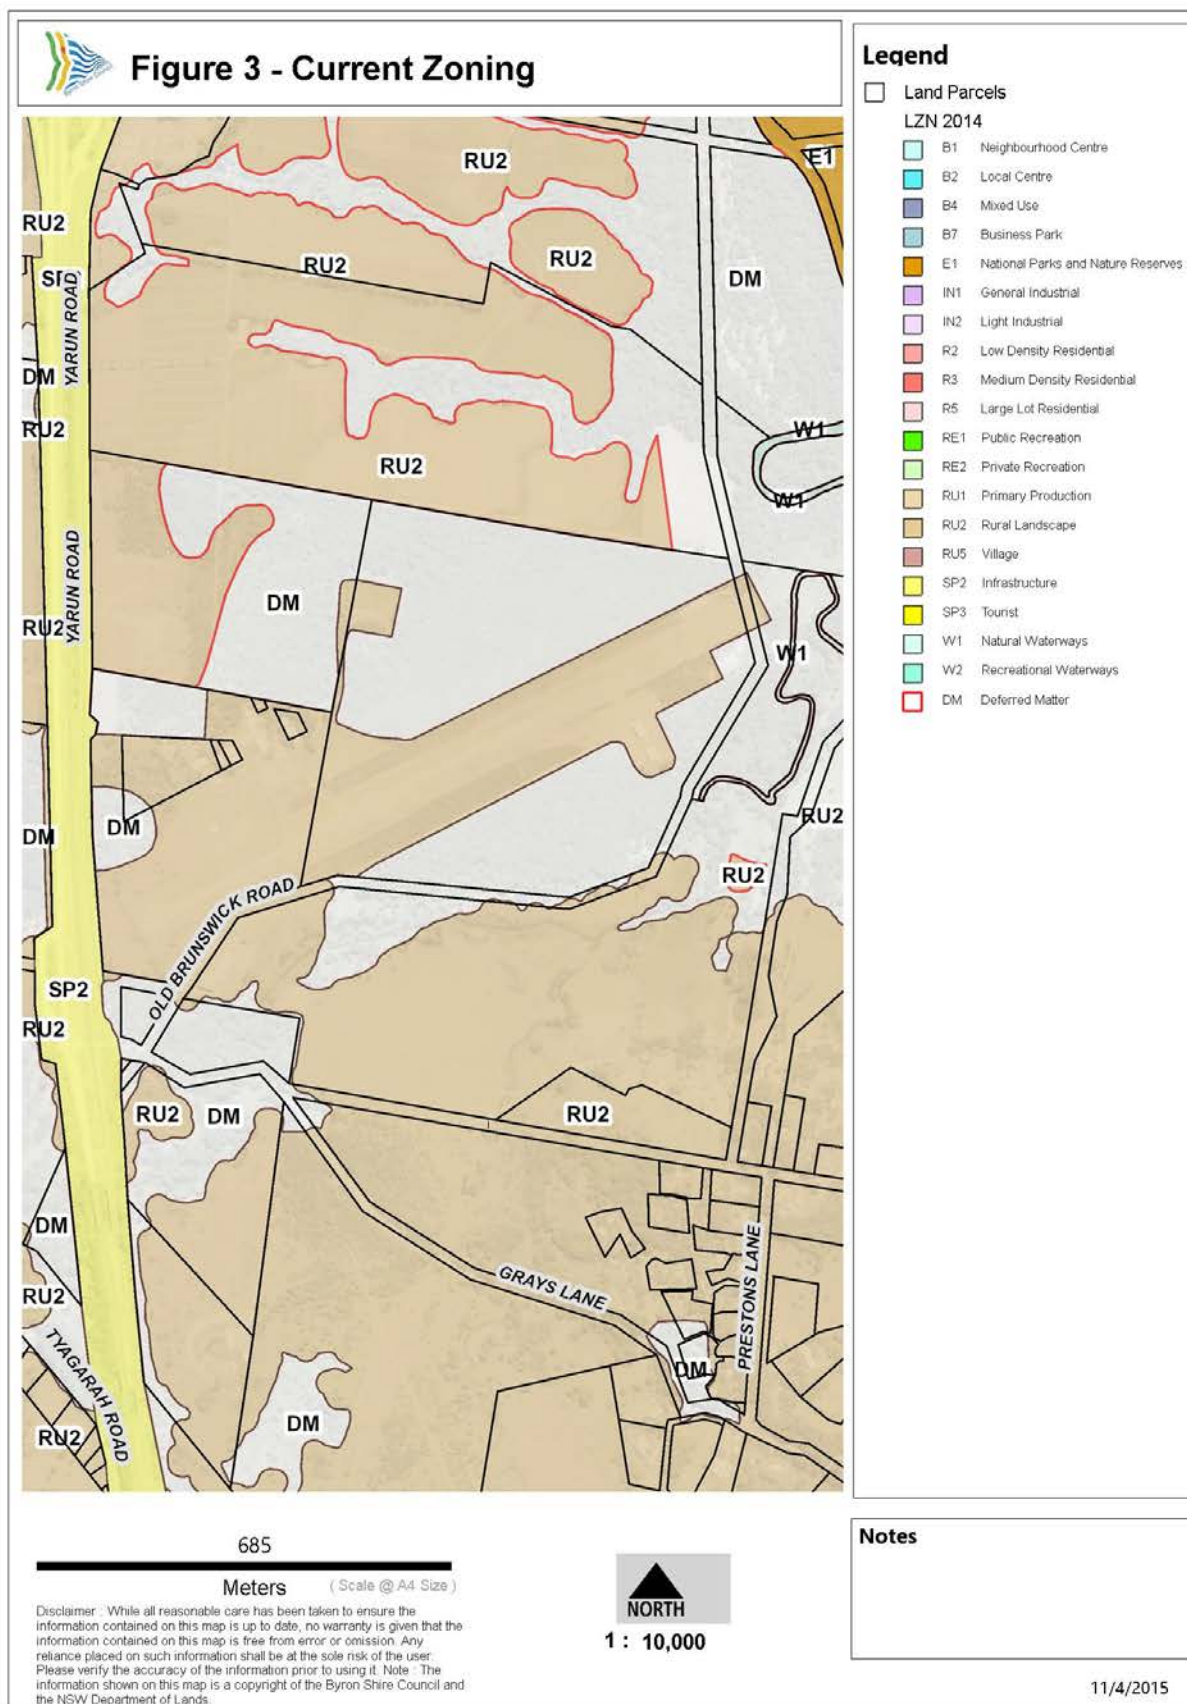 Figure 3 - Current Zoning
Legend
Land Parcels
LZN 2014
B1 Neighbourhood Centre
B2 Local Centre
B4 Mixed Use
B7 Business Park
E1 National Parks and Nature Reserves
IN1 General Industrial
IN2 Light Industrial
R2 Low Density Residential
R3 Medium Density Residential
R5 Large Lot Residential
RE1 Public Recreation
RE2 Private Recreation
RU1 Primary Production
RU2 Rural Landscape
RU5 Village
SP2 Infrastructure
SP3 Tourist
W1 Natural Waterways
W2 Recreational Waterways
DM Deferred Matter
RU2
E1
RU2
RU2
RU2
DM
YARUN ROAD
DM
RU2
W1
RU2
W1
YARUN ROAD
DM
RU2
W1
RU2
DM
DM
RU2
OLD BRUNSWICK ROAD
SP2
RU2
RU2
DM
RU2
DM
GRAYS LANE
PRESTONS LANE
RU2
TYAGARAH ROAD
DM
DM
RU2
685
Meters
( Scale @ A4 Size )
Disclaimer : While all reasonable care has been taken to ensure the
information contained on this map is up to date, no warranty is given that the
information contained on this map is free from error or omission. Any
reliance placed on such information shall be at the sole risk of the user.
Please verify the accuracy of the information prior to using it. Note : The
information shown on this map is a copyright of the Byron Shire Council and
the NSW Department of Lands.
NORTH
1 : 10,000
Notes
11/4/2015